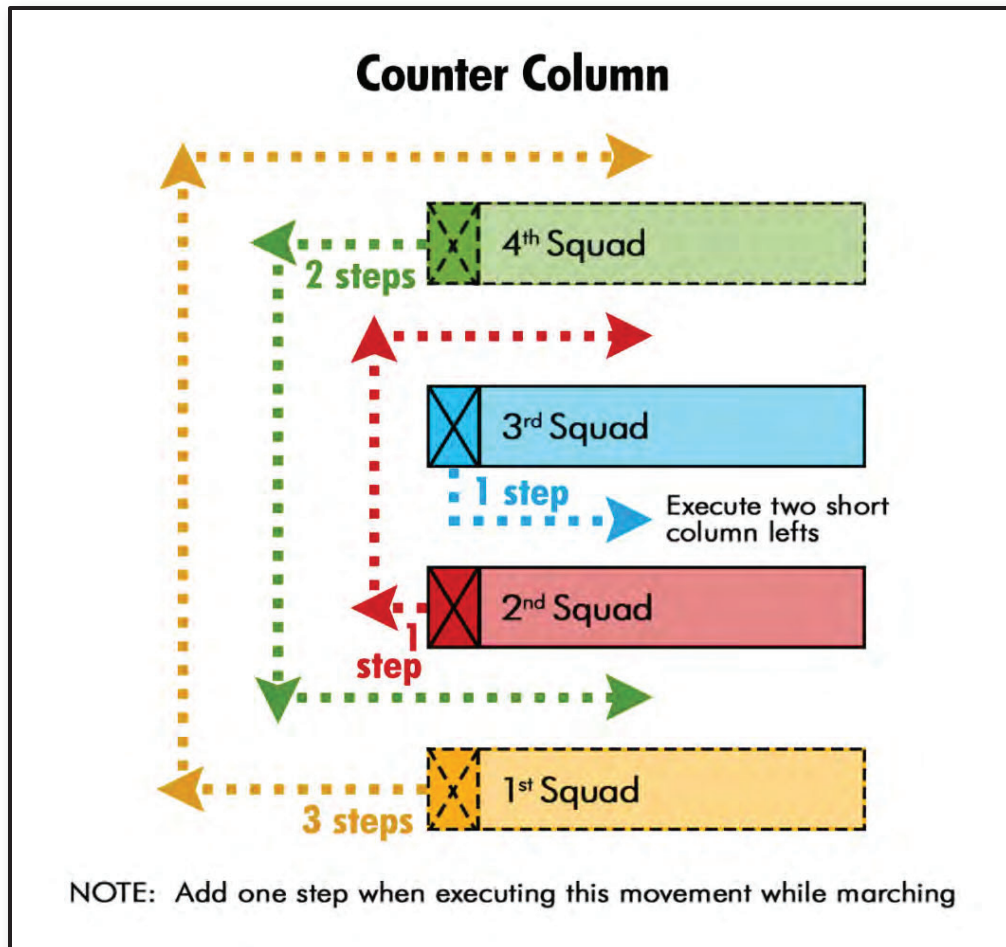 Counter Column
4th Squad
2 steps
3rd Squad
1 step
Execute two short
column lefts
2nd Squad
1
step
1st Squad
3 steps
NOTE: Add one step when executing this movement while marching